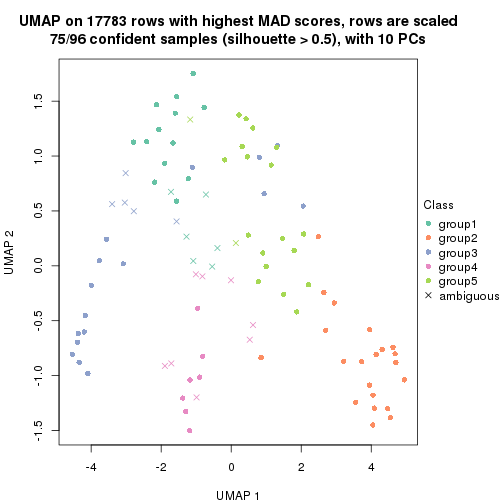 UMAP on 17783 rows with highest MAD scores, rows are scaled
75/96 confident samples (silhouette > 0.5), with 10 PCs
1.5
1.0
0.5
0.0
-0.5
-1.0
-1.5
UMAP 2
-4
-2
0
2
4
UMAP 1
Class
group1
group2
group3
group4
group5
ambiguous